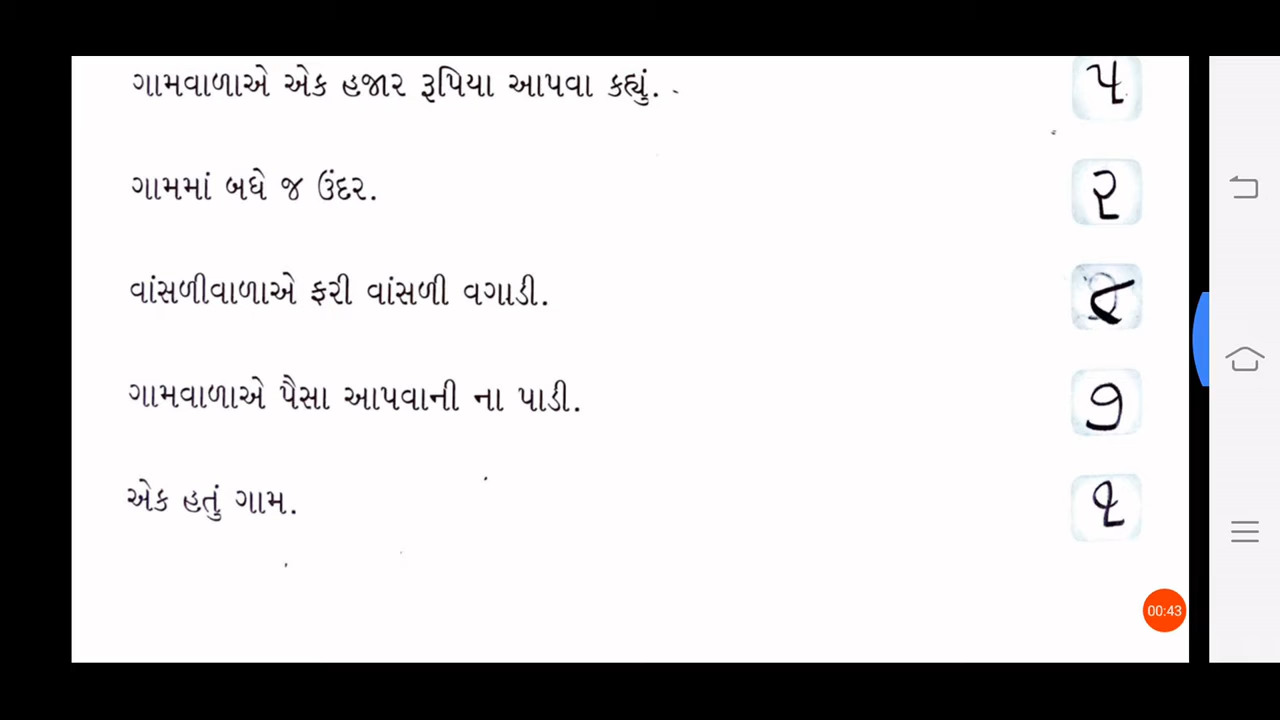 ગામવાળાએ એક હજાર રૂપિયા આપવા કહ્યું. ૫
ગામમાં બધે જ ઉંદર. ૨
વાંસળીવાળાએ ફરી વાંસળી વગાડી.
ગામવાળાએ પૈસા આપવાની ના પાડી. ૭
એક હતું ગામ. ૧
00:43